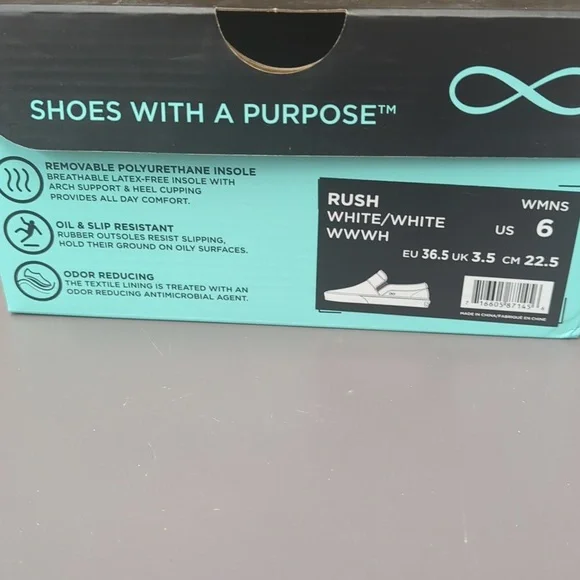 SHOES WITH A PURPOSE™
REMOVABLE POLYURETHANE INSOLE
BREATHABLE LATEX-FREE INSOLE WITH
ARCH SUPPORT & HEEL CUPPING
PROVIDES ALL DAY COMFORT.
OIL & SLIP RESISTANT
RUBBER OUTSOLES RESIST SLIPPING,
HOLD THEIR GROUND ON OILY SURFACES.
ODOR REDUCING
THE TEXTILE LINING IS TREATED WITH AN
ODOR REDUCING ANTIMICROBIAL AGENT.
RUSH WMNS
WHITE/WHITE US 6
WWWH
EU 36.5 UK 3.5 CM 22.5
MADE IN CHINA/FABRIQUE EN CHINE